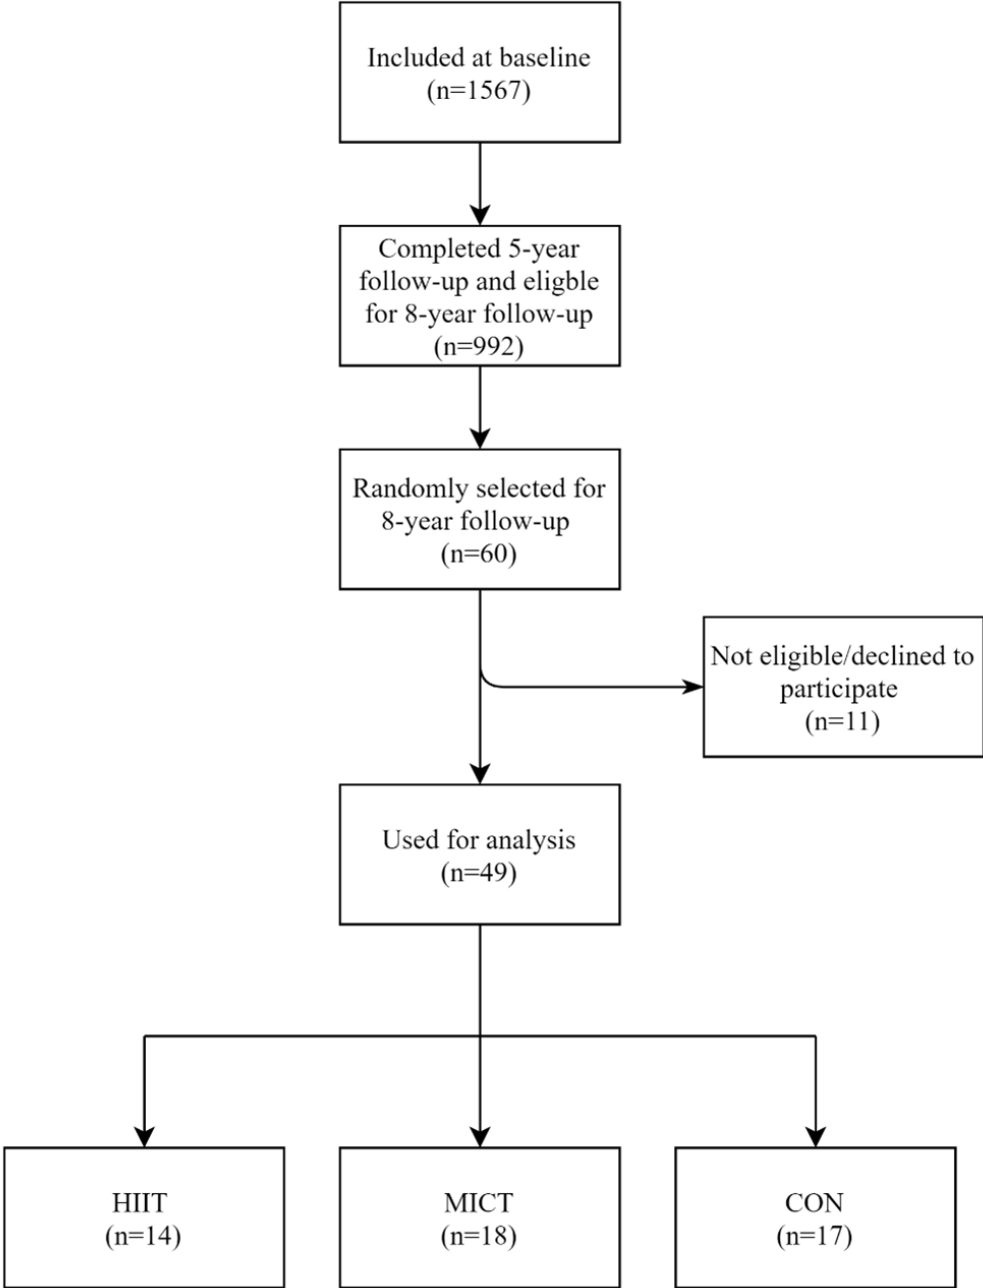 Included at baseline
(n=1567)
Completed 5-year
follow-up and eligble
for 8-year follow-up
(n=992)
Randomly selected for
8-year follow-up
(n=60)
Not eligible/declined to
participate
(n=11)
Used for analysis
(n=49)
HIIT
(n=14)
MICT
(n=18)
CON
(n=17)